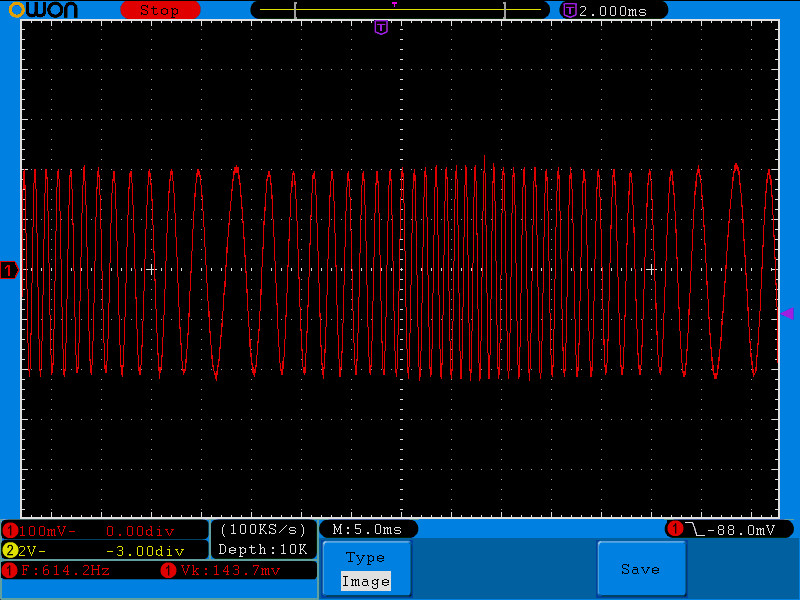 OWON Stop T 2.000ms
T
1
1 100mV- 0.00div (100KS/s) M:5.0ms 1 -88.0mV
2 2V- -3.00div Depth:10K
1 F:614.2Hz 1 Vk:143.7mv
Type
Image
Save